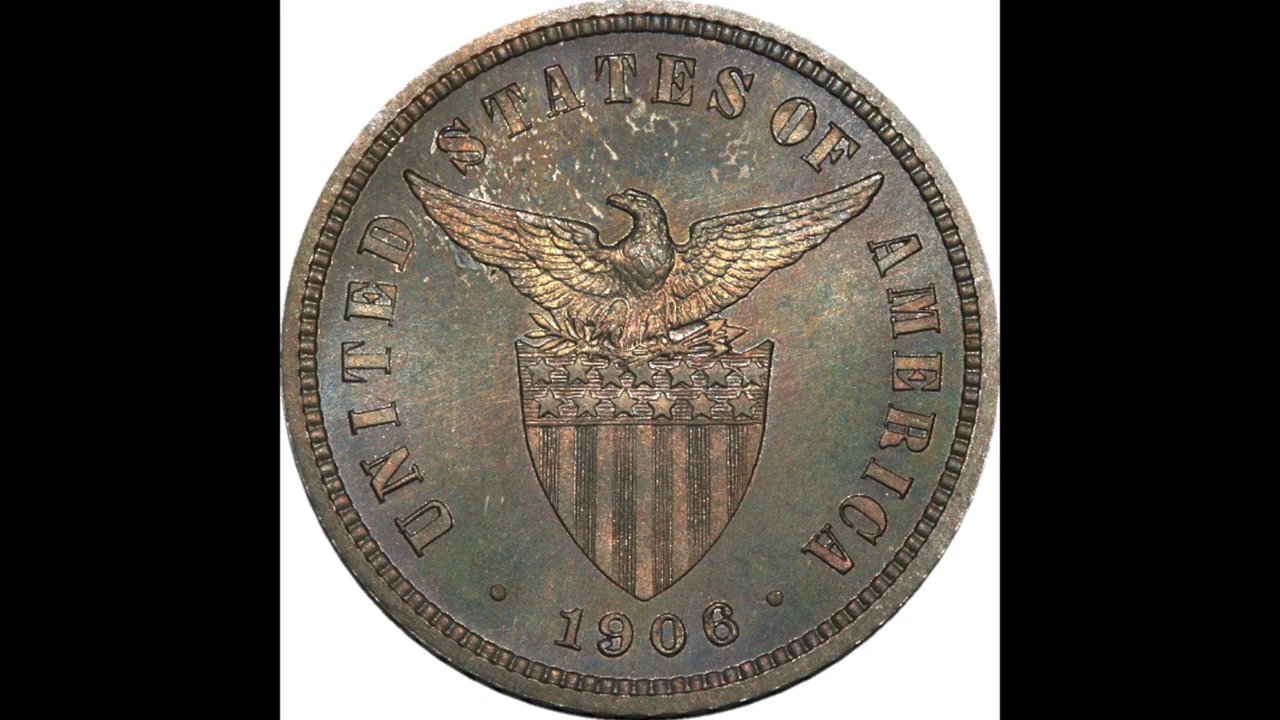 UNITED STATES OF AMERICA
• 1906 •